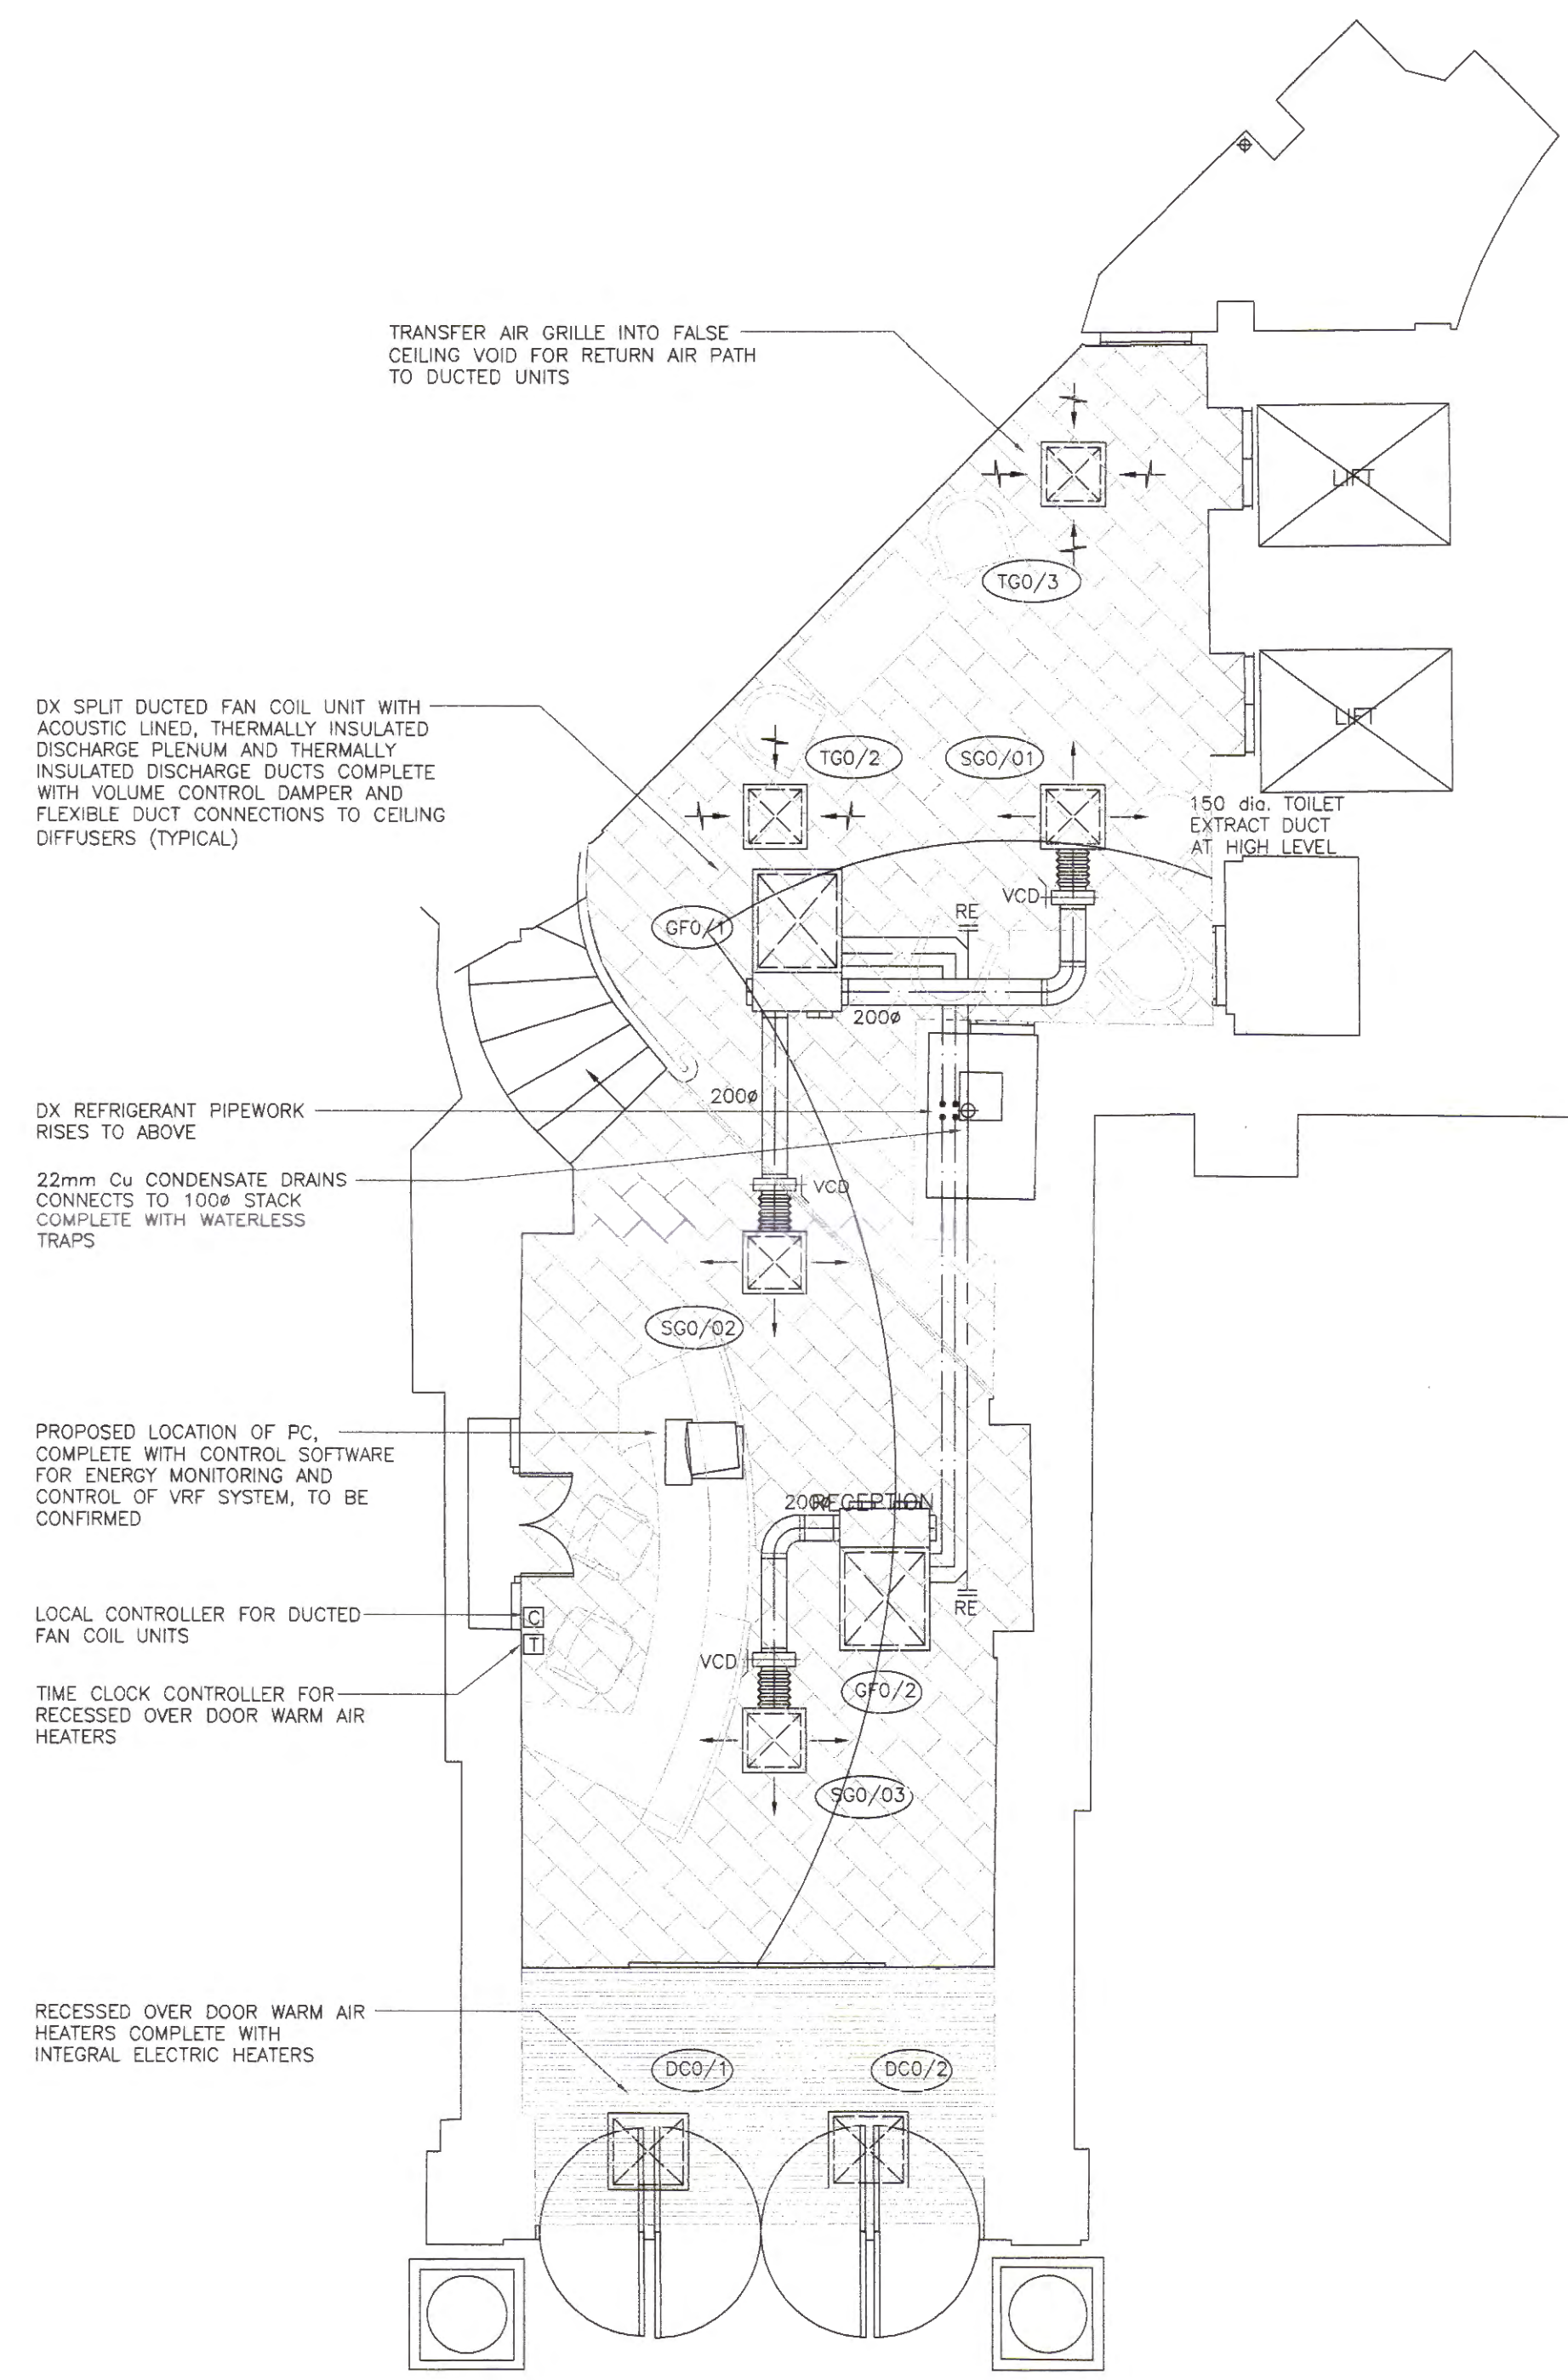 TRANSFER AIR GRILLE INTO FALSE
CEILING VOID FOR RETURN AIR PATH
TO DUCTED UNITS
LIFT
TG0/3
DX SPLIT DUCTED FAN COIL UNIT WITH
ACOUSTIC LINED, THERMALLY INSULATED
DISCHARGE PLENUM AND THERMALLY
INSULATED DISCHARGE DUCTS COMPLETE
WITH VOLUME CONTROL DAMPER AND
FLEXIBLE DUCT CONNECTIONS TO CEILING
DIFFUSERS (TYPICAL)
LIFT
TG0/2
SG0/01
150 dia. TOILET
EXTRACT DUCT
AT HIGH LEVEL
VCD
RE
GF0/1
200ø
200ø
DX REFRIGERANT PIPEWORK
RISES TO ABOVE
22mm Cu CONDENSATE DRAINS
CONNECTS TO 100ø STACK
COMPLETE WITH WATERLESS
TRAPS
VCD
SG0/02
PROPOSED LOCATION OF PC,
COMPLETE WITH CONTROL SOFTWARE
FOR ENERGY MONITORING AND
CONTROL OF VRF SYSTEM, TO BE
CONFIRMED
200ø
RECEPTION
RE
LOCAL CONTROLLER FOR DUCTED
FAN COIL UNITS
C
T
VCD
GF0/2
TIME CLOCK CONTROLLER FOR
RECESSED OVER DOOR WARM AIR
HEATERS
SG0/03
RECESSED OVER DOOR WARM AIR
HEATERS COMPLETE WITH
INTEGRAL ELECTRIC HEATERS
DC0/1
DC0/2